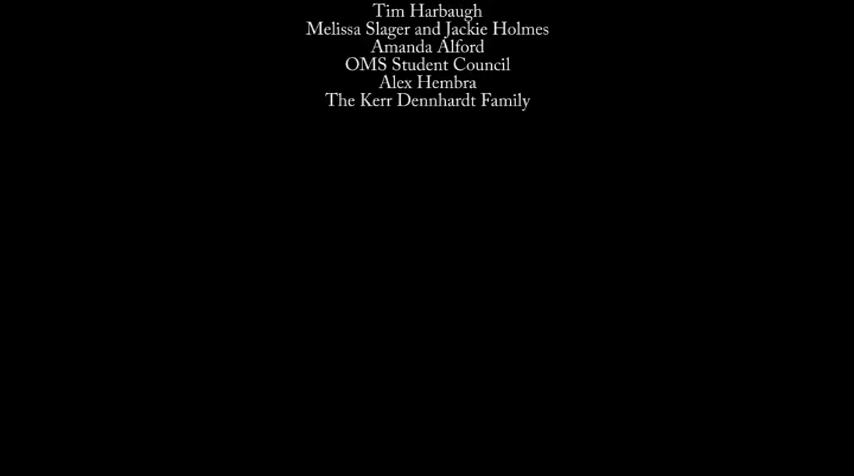 Tim Harbaugh
Melissa Slager and Jackie Holmes
Amanda Alford
OMS Student Council
Alex Hembra
The Kerr Dennhardt Family